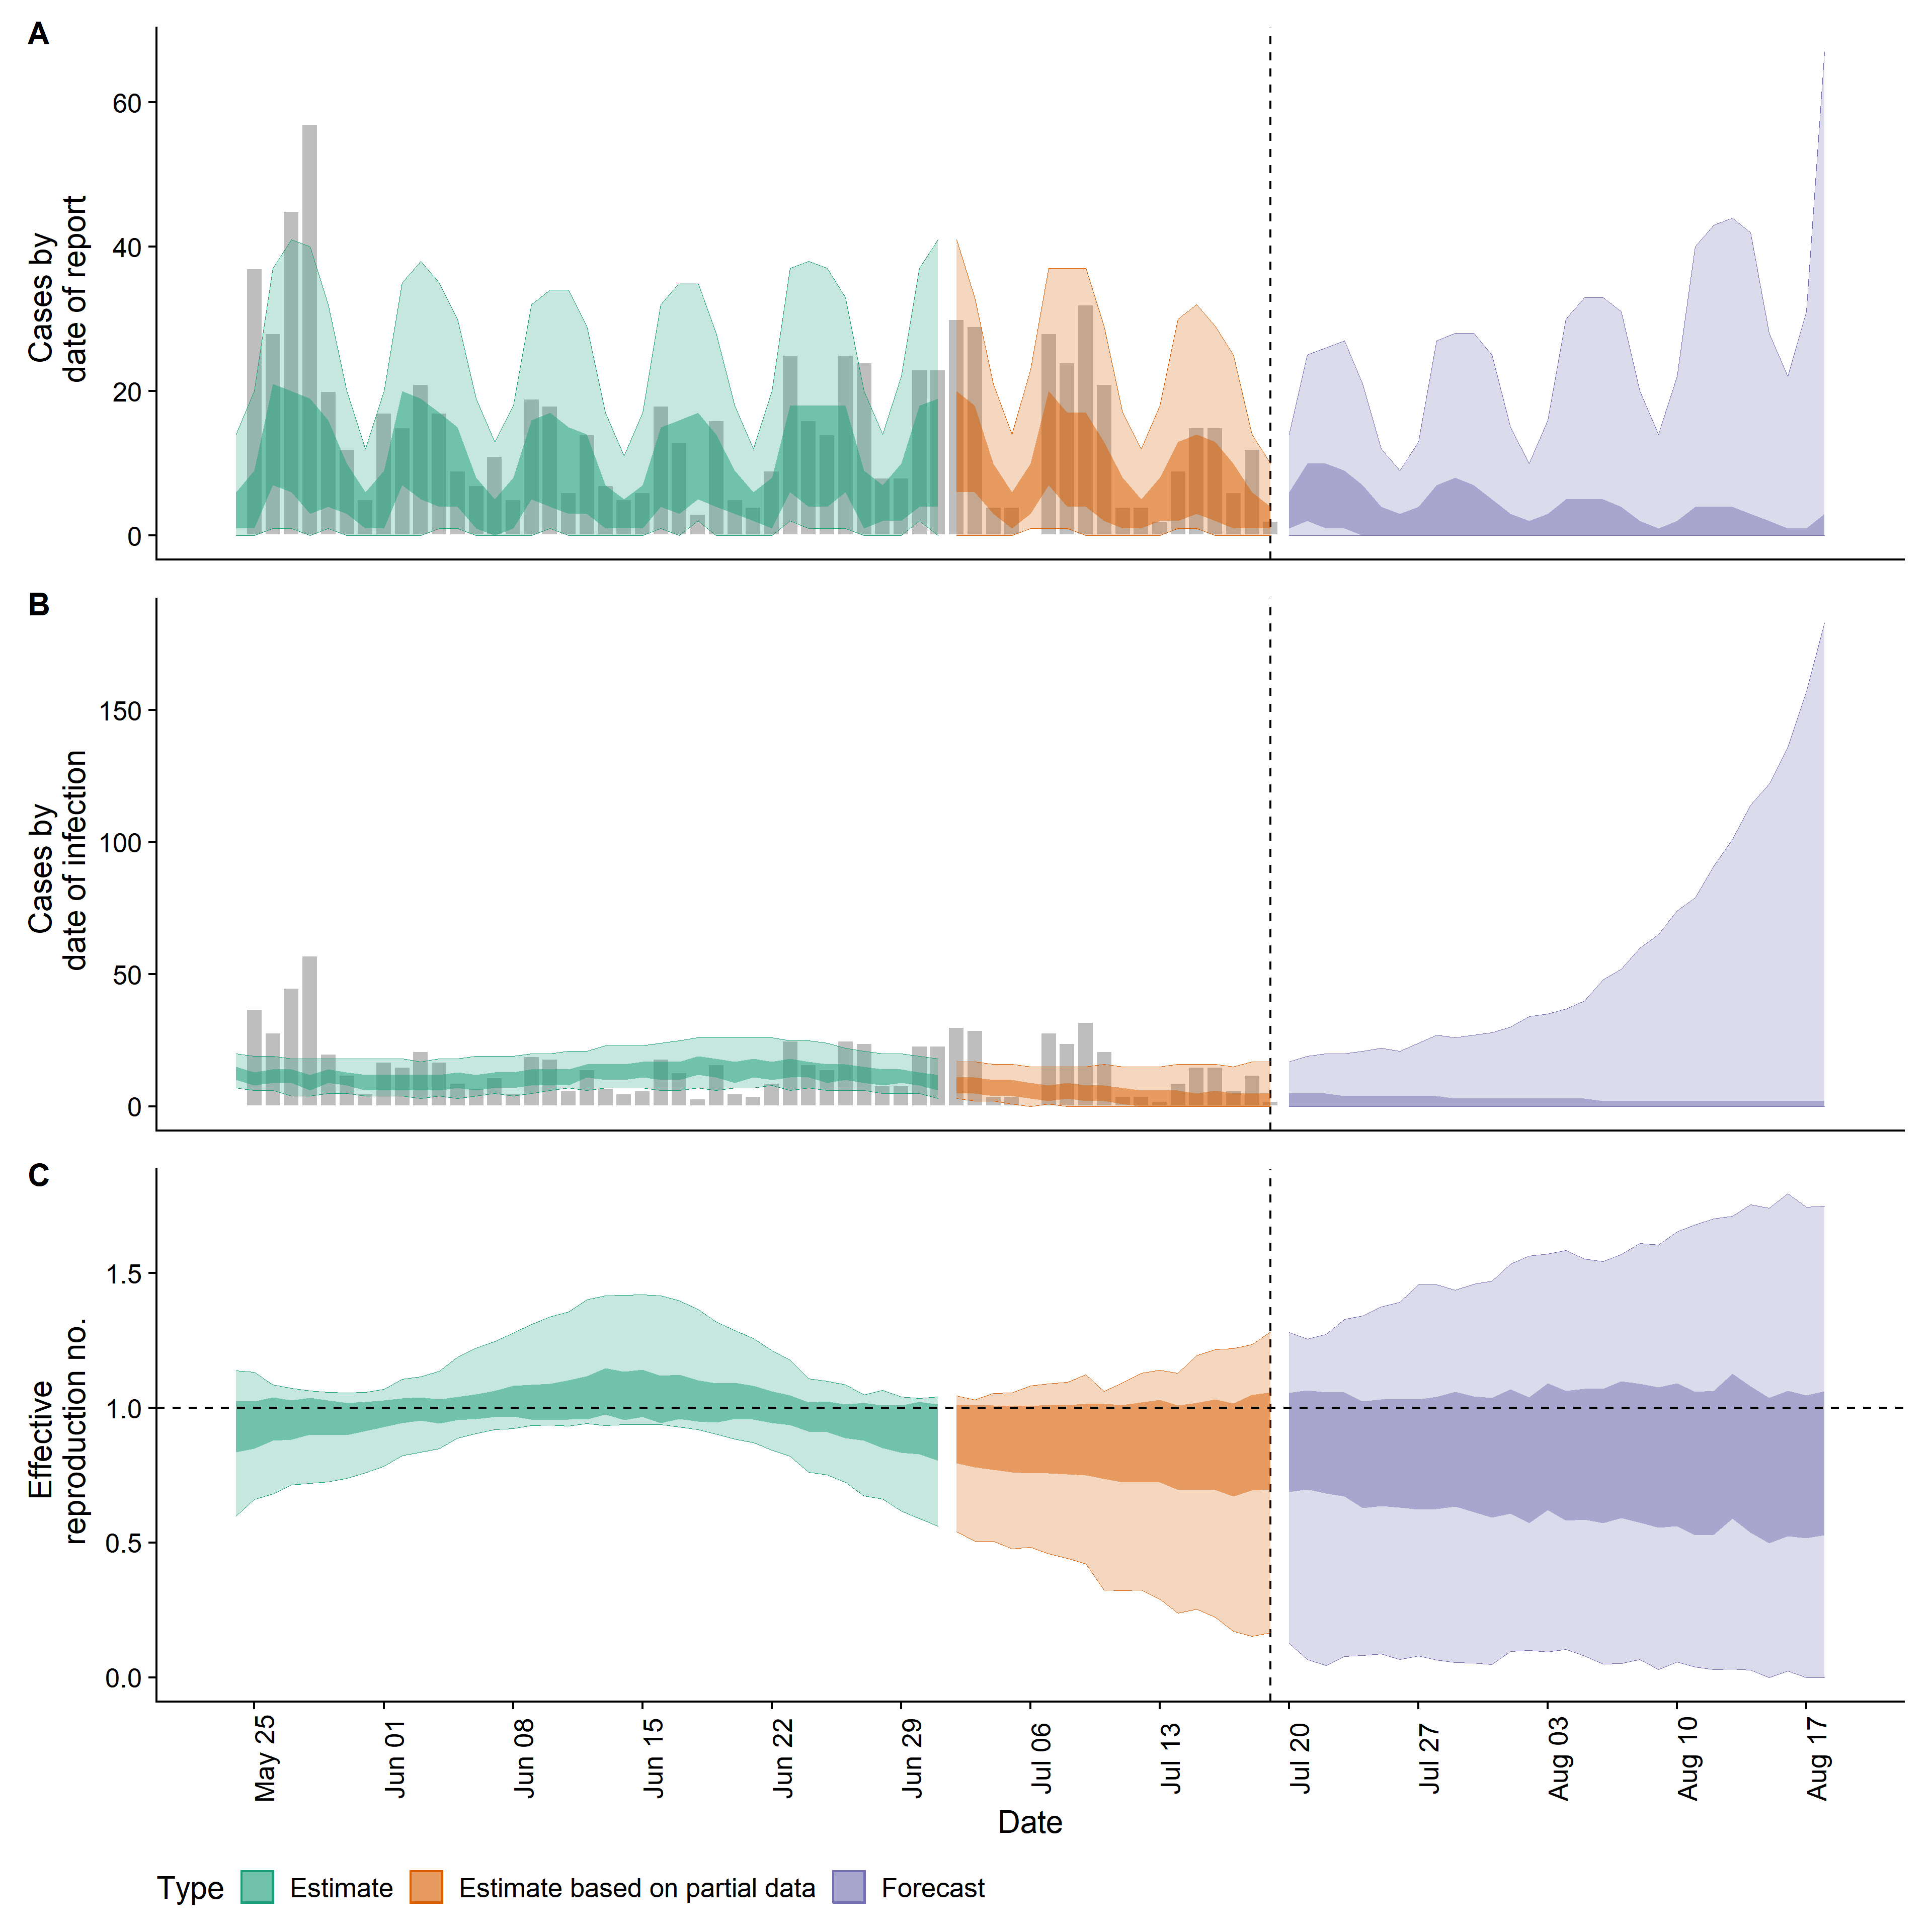 A
Cases by
date of report
60
40
20
0
B
Cases by
date of infection
150
100
50
0
C
Effective
reproduction no.
1.5
1.0
0.5
0.0
May 25
Jun 01
Jun 08
Jun 15
Jun 22
Jun 29
Jul 06
Jul 13
Jul 20
Jul 27
Aug 03
Aug 10
Aug 17
Date
Type Estimate Estimate based on partial data Forecast